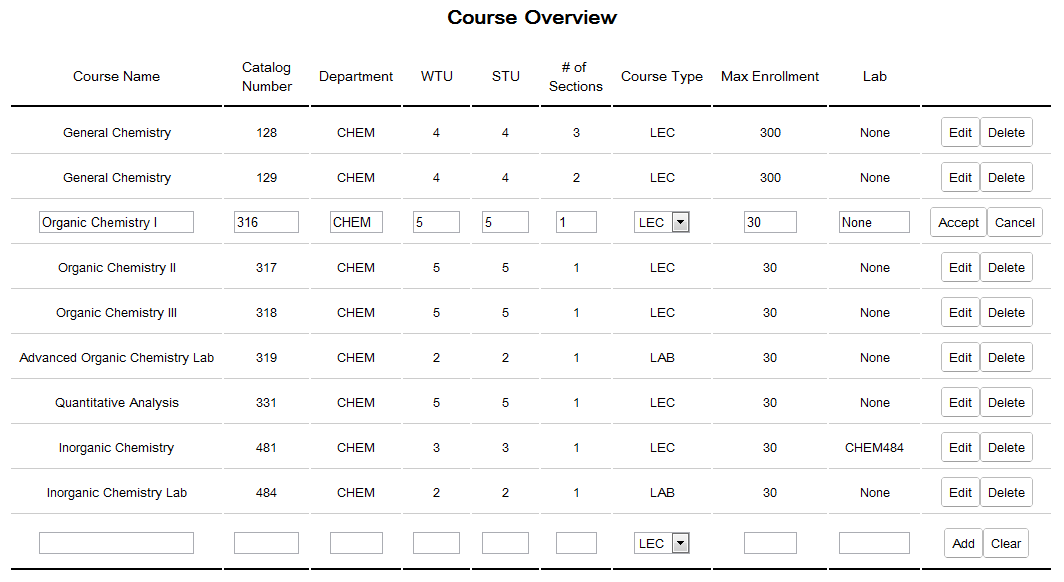 Course Overview
Course Name Catalog Number Department WTU STU # of Sections Course Type Max Enrollment Lab
General Chemistry 128 CHEM 4 4 3 LEC 300 None Edit Delete
General Chemistry 129 CHEM 4 4 2 LEC 300 None Edit Delete
Organic Chemistry I 316 CHEM 5 5 1 LEC 30 None Accept Cancel
Organic Chemistry II 317 CHEM 5 5 1 LEC 30 None Edit Delete
Organic Chemistry III 318 CHEM 5 5 1 LEC 30 None Edit Delete
Advanced Organic Chemistry Lab 319 CHEM 2 2 1 LAB 30 None Edit Delete
Quantitative Analysis 331 CHEM 5 5 1 LEC 30 None Edit Delete
Inorganic Chemistry 481 CHEM 3 3 1 LEC 30 CHEM484 Edit Delete
Inorganic Chemistry Lab 484 CHEM 2 2 1 LAB 30 None Edit Delete
LEC Add Clear